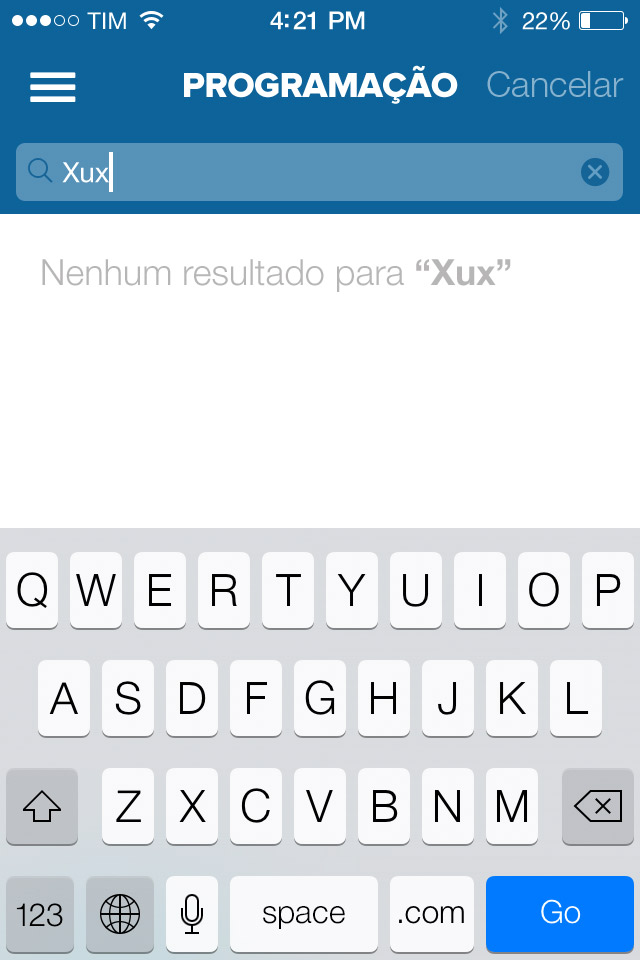 TIM 4:21 PM 22%
PROGRAMAÇÃO Cancelar
Xux
Nenhum resultado para “Xux”
Q W E R T Y U I O P
A S D F G H J K L
Z X C V B N M
123 space .com Go